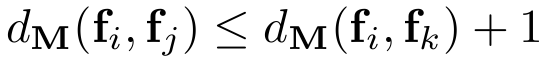 d_M(f_i, f_j) ≤ d_M(f_i, f_k) + 1